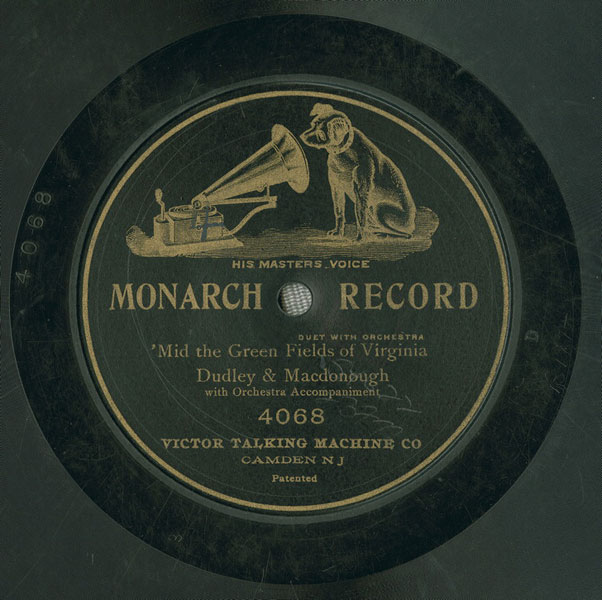 HIS MASTERS VOICE
MONARCH RECORD
DUET WITH ORCHESTRA
'Mid the Green Fields of Virginia
Dudley & Macdonough
with Orchestra Accompaniment
4068
VICTOR TALKING MACHINE CO
CAMDEN N J
Patented
4068
D